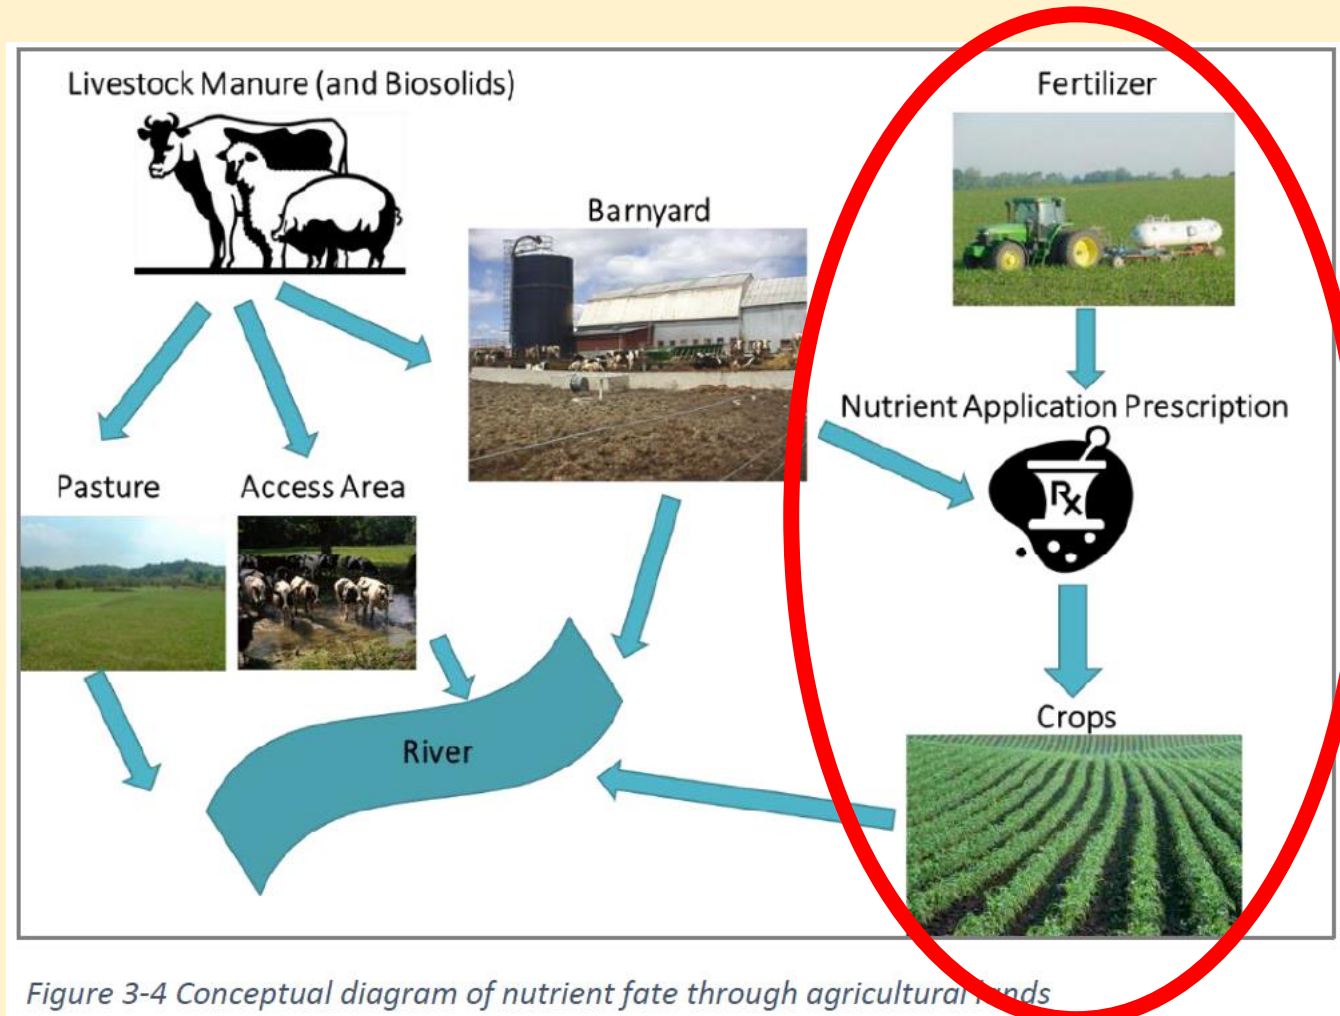 Livestock Manure (and Biosolids)
Fertilizer
Barnyard
Nutrient Application Prescription
Rx
Pasture
Access Area
Crops
River
Figure 3-4 Conceptual diagram of nutrient fate through agricultural lands